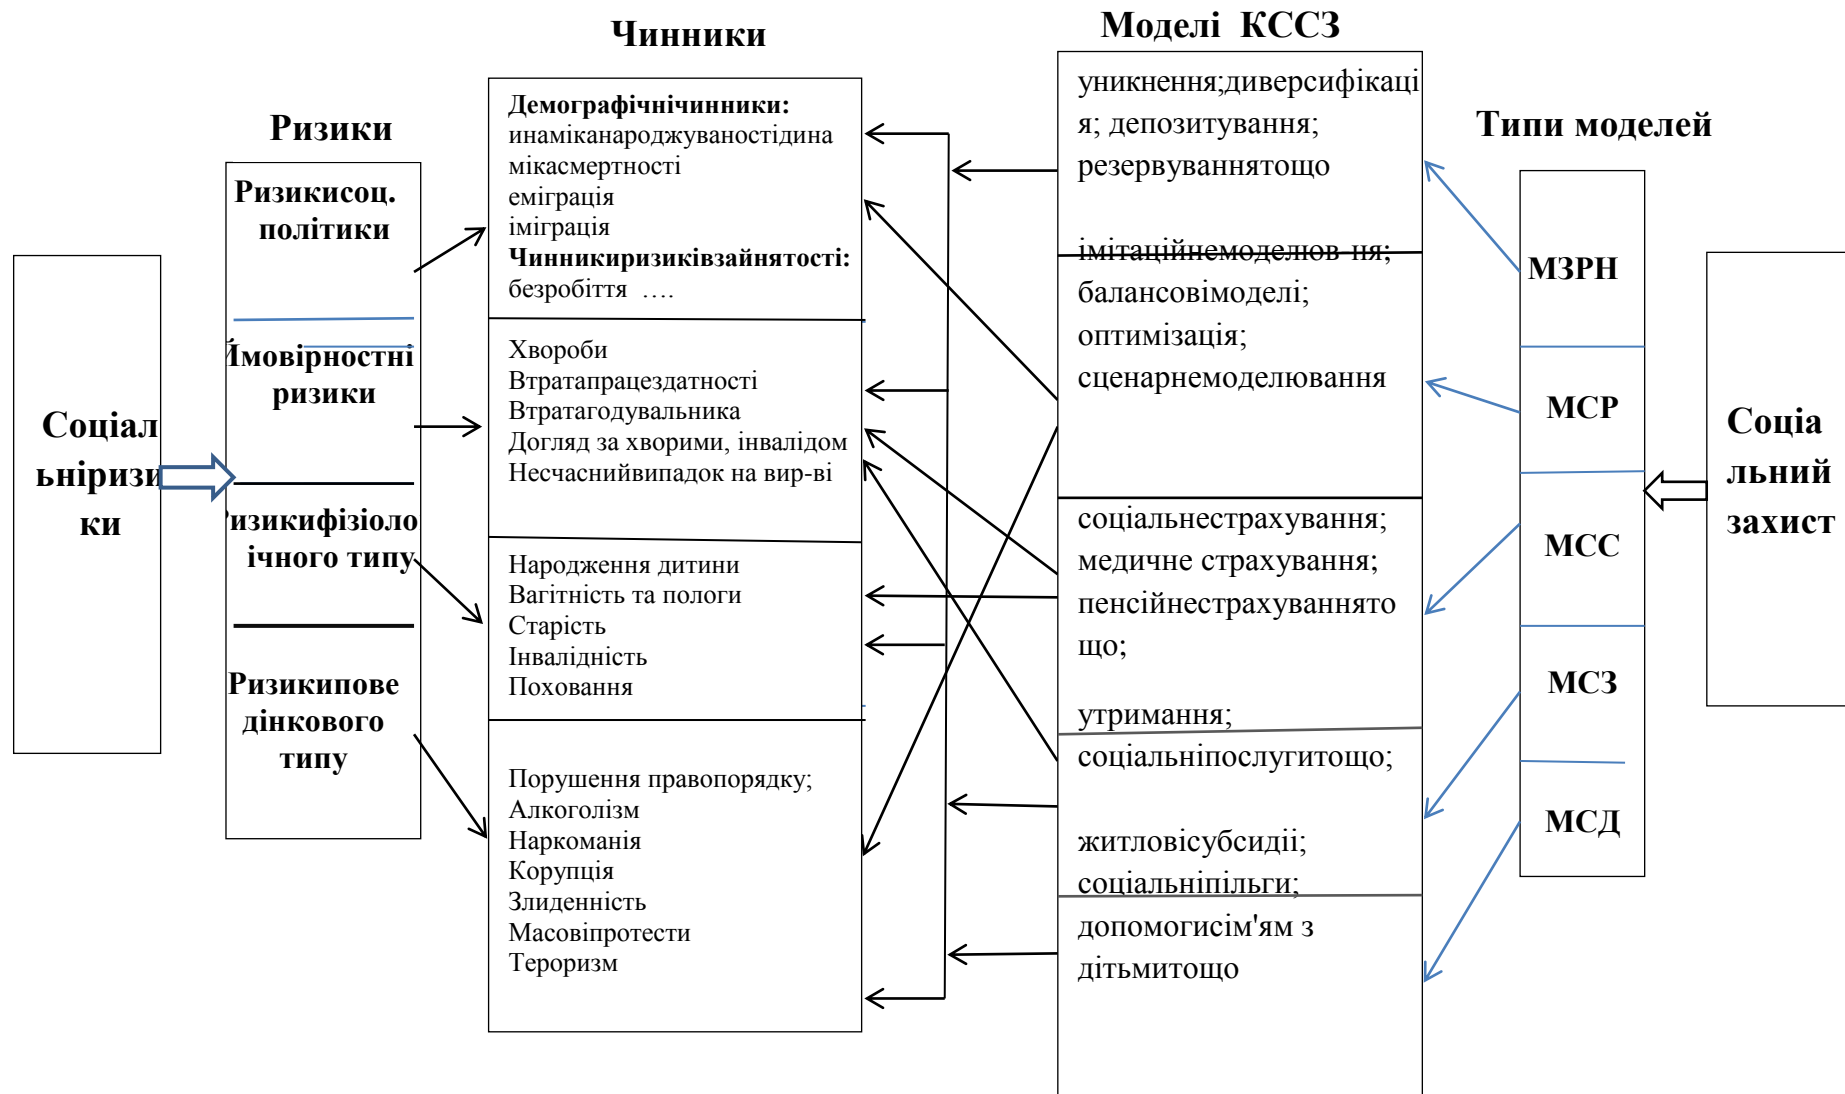 Чинники
Моделі КССЗ
Ризики
Типи моделей
Соціал
ьніризи
ки
Ризикисоц.
політики
Ймовірностні
ризики
Ризикифізіоло
ічного типу
Ризикипове
дінкового
типу
Демографічнічинники:
инаміканароджуваностідина
мікасмертності
еміграція
іміграція
Чинникиризиківзайнятості:
безробіття ….
Хвороби
Втратапрацездатності
Втратагодувальника
Догляд за хворими, інвалідом
Несчаснийвипадок на вир-ві
Народження дитини
Вагітність та пологи
Старість
Інвалідність
Поховання
Порушення правопорядку;
Алкоголізм
Наркоманія
Корупція
Злиденність
Масовіпротести
Тероризм
уникнення;диверсифікаці
я; депозитування;
резервуваннятощо
імітаційнемоделюв-ня;
балансовімоделі;
оптимізація;
сценарнемоделювання
соціальнестрахування;
медичне страхування;
пенсійнестрахуваннято
що;
утримання;
соціальніпослугитощо;
житловісубсидіі;
соціальніпільги;
допомогисім'ям з
дітьмитощо
МЗРН
МСР
МСС
МСЗ
МСД
Соціа
льний
захист